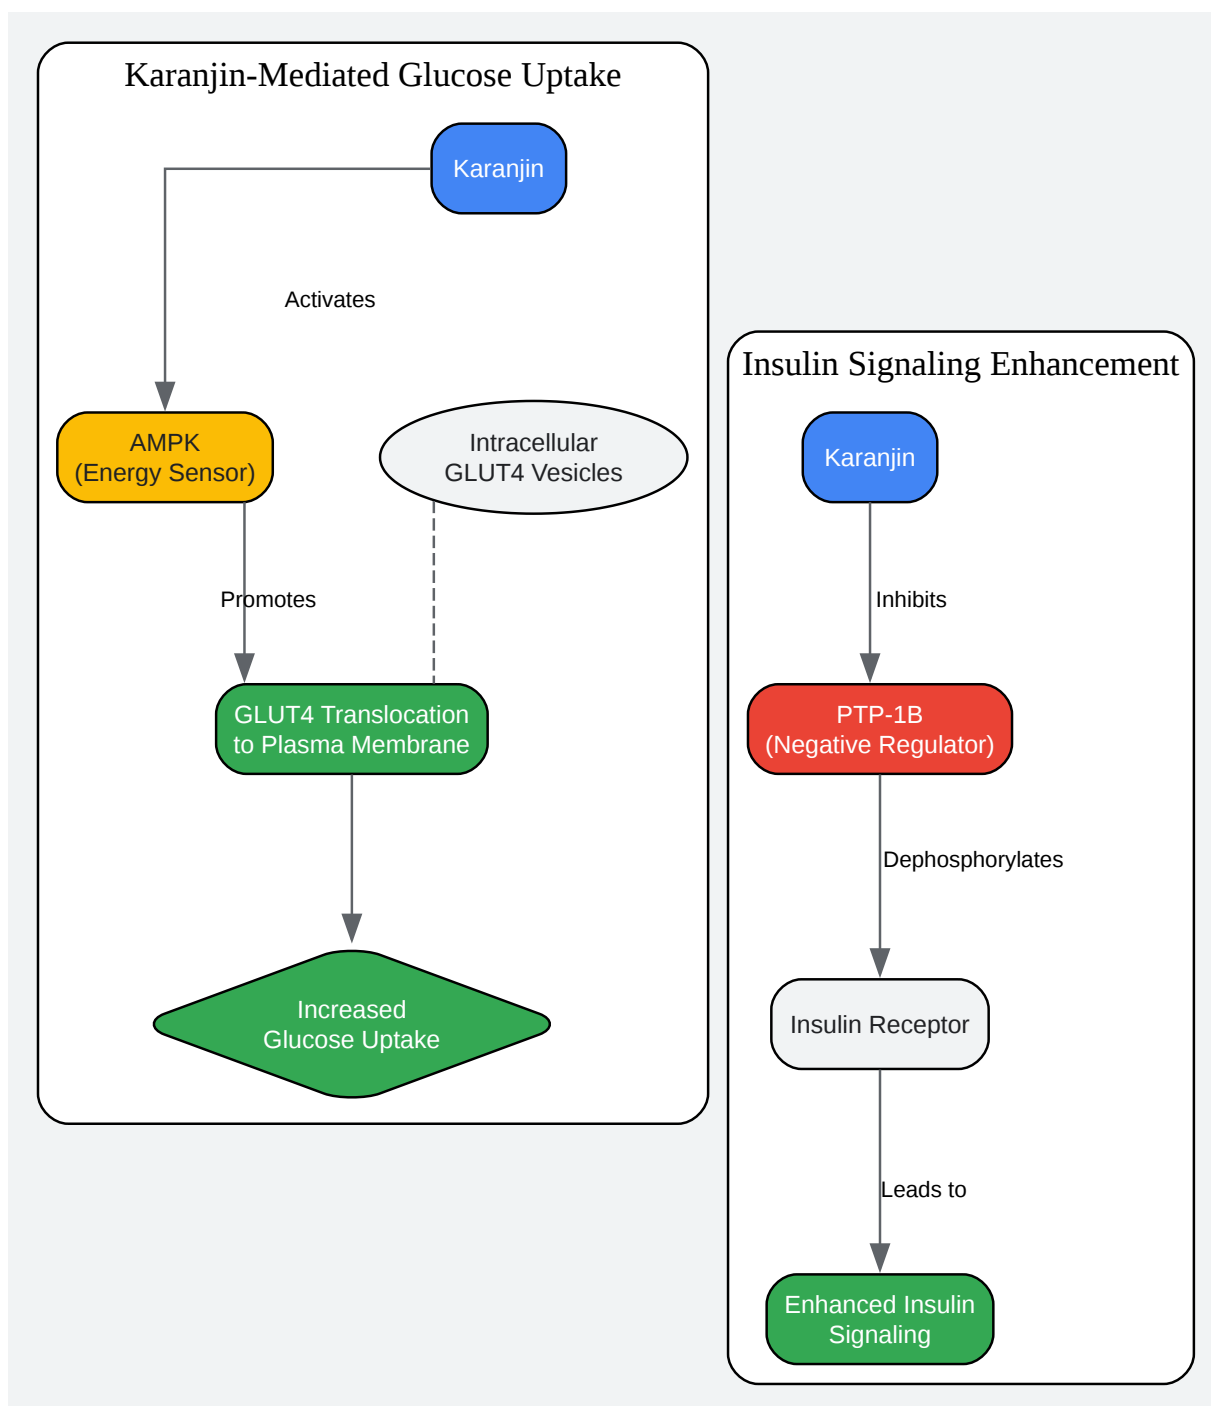 Karanjin-Mediated Glucose Uptake
Karanjin
Activates
AMPK
(Energy Sensor)
Intracellular
GLUT4 Vesicles
Promotes
GLUT4 Translocation
to Plasma Membrane
Increased
Glucose Uptake
Insulin Signaling Enhancement
Karanjin
Inhibits
PTP-1B
(Negative Regulator)
Dephosphorylates
Insulin Receptor
Leads to
Enhanced Insulin
Signaling